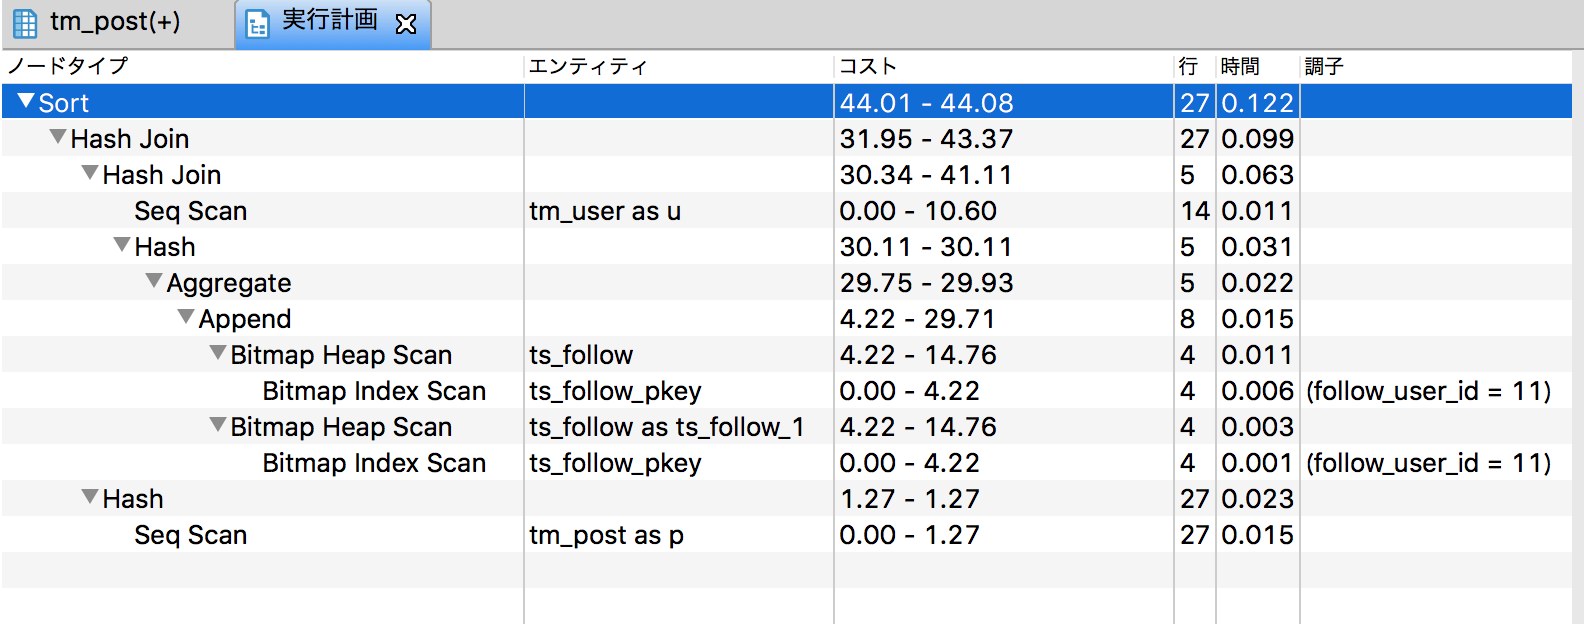 tm_post(+) 実行計画
ノードタイプ エンティティ コスト 行 時間 調子
Sort 44.01 - 44.08 27 0.122
Hash Join 31.95 - 43.37 27 0.099
Hash Join 30.34 - 41.11 5 0.063
Seq Scan tm_user as u 0.00 - 10.60 14 0.011
Hash 30.11 - 30.11 5 0.031
Aggregate 29.75 - 29.93 5 0.022
Append 4.22 - 29.71 8 0.015
Bitmap Heap Scan ts_follow 4.22 - 14.76 4 0.011
Bitmap Index Scan ts_follow_pkey 0.00 - 4.22 4 0.006 (follow_user_id = 11)
Bitmap Heap Scan ts_follow as ts_follow_1 4.22 - 14.76 4 0.003
Bitmap Index Scan ts_follow_pkey 0.00 - 4.22 4 0.001 (follow_user_id = 11)
Hash 1.27 - 1.27 27 0.023
Seq Scan tm_post as p 0.00 - 1.27 27 0.015